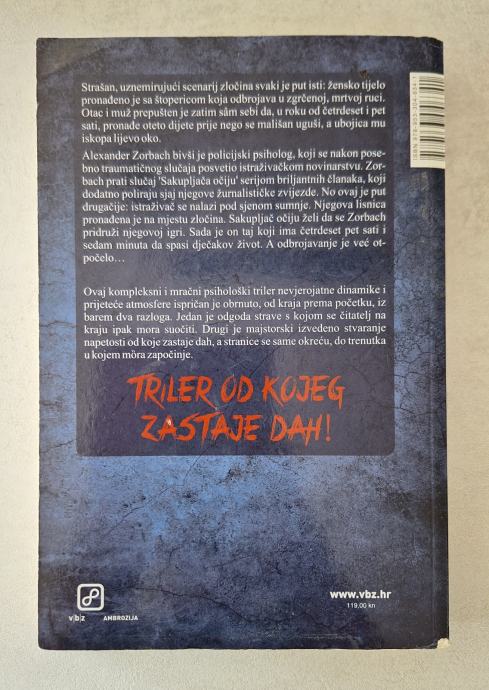 Strašan, uznemirujući scenarij zločina svaki je put isti: žensko tijelo
pronađeno je sa štopericom koja odbrojava u zgrčenoj, mrtvoj ruci.
Otac i muž prepušten je zatim sâm sebi da, u roku od četrdeset i pet
sati, pronađe oteto dijete prije nego se mališan uguši, a ubojica mu
iskopa lijevo oko.
Alexander Zorbach bivši je policijski psiholog, koji se nakon pose-
bno traumatičnog slučaja posvetio istraživačkom novinarstvu. Zor-
bach prati slučaj 'Sakupljača očiju' serijom briljantnih članaka, koji
dodatno poliraju sjaj njegove žurnalističke zvijezde. No ovaj je put
drugačije: istraživač se nalazi pod sjenom sumnje. Njegova lisnica
pronađena je na mjestu zločina. Sakupljač očiju želi da se Zorbach
pridruži njegovoj igri. Sada je on taj koji ima četrdeset pet sati i
sedam minuta da spasi dječakov život. A odbrojavanje je već ot-
počelo…
Ovaj kompleksni i mračni psihološki triler nevjerojatne dinamike i
prijeteće atmosfere ispričan je obrnuto, od kraja prema početku, iz
barem dva razloga. Jedan je odgoda strave s kojom se čitatelj na
kraju ipak mora suočiti. Drugi je majstorski izvedeno stvaranje
napetosti od koje zastaje dah, a stranice se same okreću, do trenutka
u kojem mòra započinje.
TRILER OD KOJEG
ZASTAJE DAH!
www.vbz.hr
119,00 kn
v|b|z
AMBROZIJA